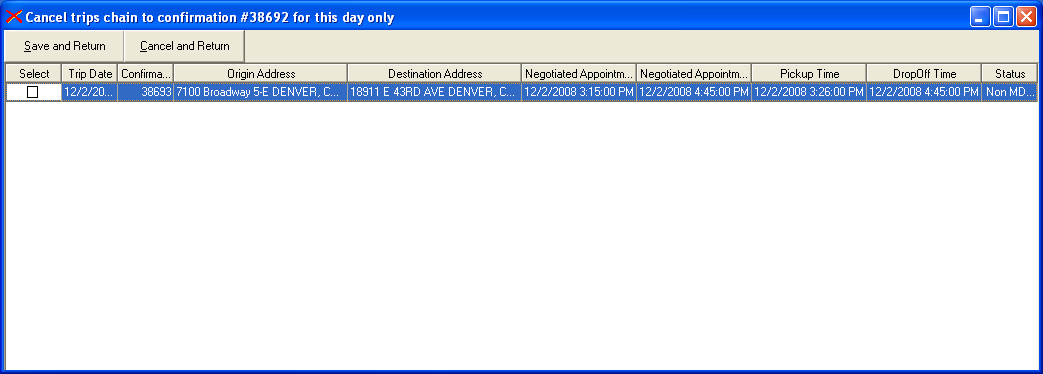 Cancel trips chain to confirmation #38692 for this day only
Save and Return Cancel and Return
Select Trip Date Confirma... Origin Address Destination Address Negotiated Appointm... Negotiated Appointm... Pickup Time DropOff Time Status
12/2/20... 38693 7100 Broadway 5-E DENVER, C... 18911 E 43RD AVE DENVER, C... 12/2/2008 3:15:00 PM 12/2/2008 4:45:00 PM 12/2/2008 3:26:00 PM 12/2/2008 4:45:00 PM Non MD...